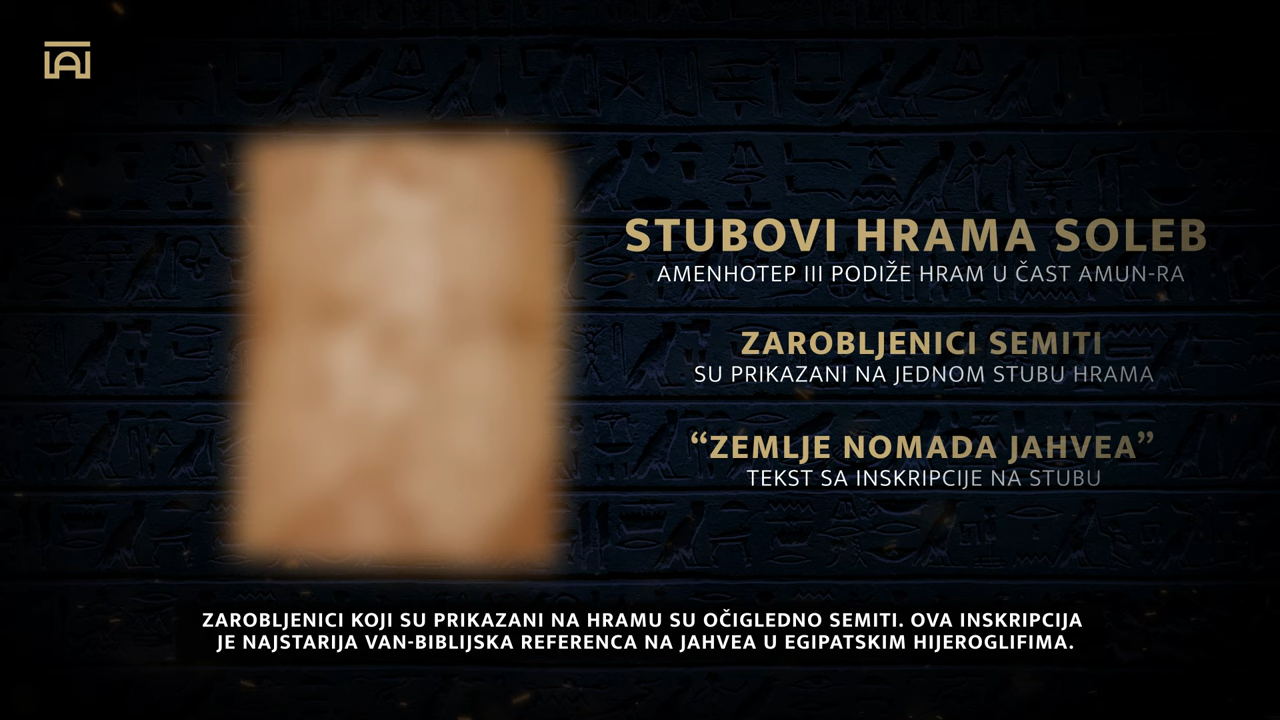 STUBOVI HRAMA SOLEB
AMENHOTEP III PODIŽE HRAM U ČAST AMUN-RA
ZAROBLJENICI SEMITI
SU PRIKAZANI NA JEDNOM STUBU HRAMA
“ZEMLJE NOMADA JAHVEA”
TEKST SA INSKRIPCIJE NA STUBU
ZAROBLJENICI KOJI SU PRIKAZANI NA HRAMU SU OČIGLEDNO SEMITI. OVA INSKRIPCIJA
JE NAJSTARIJA VAN-BIBLIJSKA REFERENCA NA JAHVEA U EGIPATSKIM HIJEROGLIFIMA.